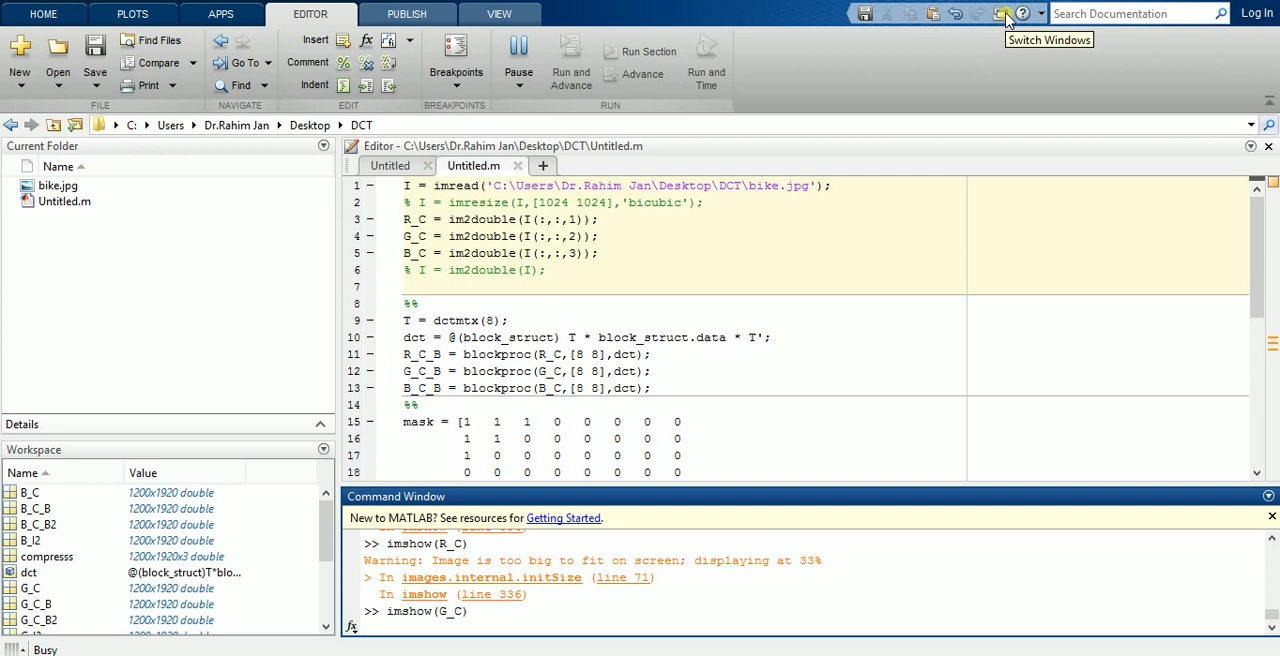 HOME PLOTS APPS EDITOR PUBLISH VIEW Search Documentation Log In
Switch Windows
New Open Save Find Files Compare Print
FILE
Go To Find
NAVIGATE
Insert fx
Comment
Indent
EDIT
Breakpoints
BREAKPOINTS
Pause Run and Advance Run Section Advance Run and Time
RUN
C: Users Dr.Rahim Jan Desktop DCT
Current Folder
Name
bike.jpg
Untitled.m
Details
Workspace
Name Value
B_C 1200x1920 double
B_C_B 1200x1920 double
B_C_B2 1200x1920 double
B_I2 1200x1920 double
compresss 1200x1920x3 double
dct @(block_struct)T*blo...
G_C 1200x1920 double
G_C_B 1200x1920 double
G_C_B2 1200x1920 double
Busy
Editor - C:\Users\Dr.Rahim Jan\Desktop\DCT\Untitled.m
Untitled Untitled.m
1 I = imread('C:\Users\Dr.Rahim Jan\Desktop\DCT\bike.jpg');
2 % I = imresize(I,[1024 1024],'bicubic');
3 R_C = im2double(I(:,:,1));
4 G_C = im2double(I(:,:,2));
5 B_C = im2double(I(:,:,3));
6 % I = im2double(I);
7
8 %%
9 T = dctmtx(8);
10 dct = @(block_struct) T * block_struct.data * T';
11 R_C_B = blockproc(R_C,[8 8],dct);
12 G_C_B = blockproc(G_C,[8 8],dct);
13 B_C_B = blockproc(B_C,[8 8],dct);
14 %%
15 mask = [1 1 1 0 0 0 0 0
16 1 1 0 0 0 0 0 0
17 1 0 0 0 0 0 0 0
18 0 0 0 0 0 0 0 0
Command Window
New to MATLAB? See resources for Getting Started.
>> imshow(R_C)
Warning: Image is too big to fit on screen; displaying at 33%
> In images.internal.initSize (line 71)
In imshow (line 336)
>> imshow(G_C)
fx